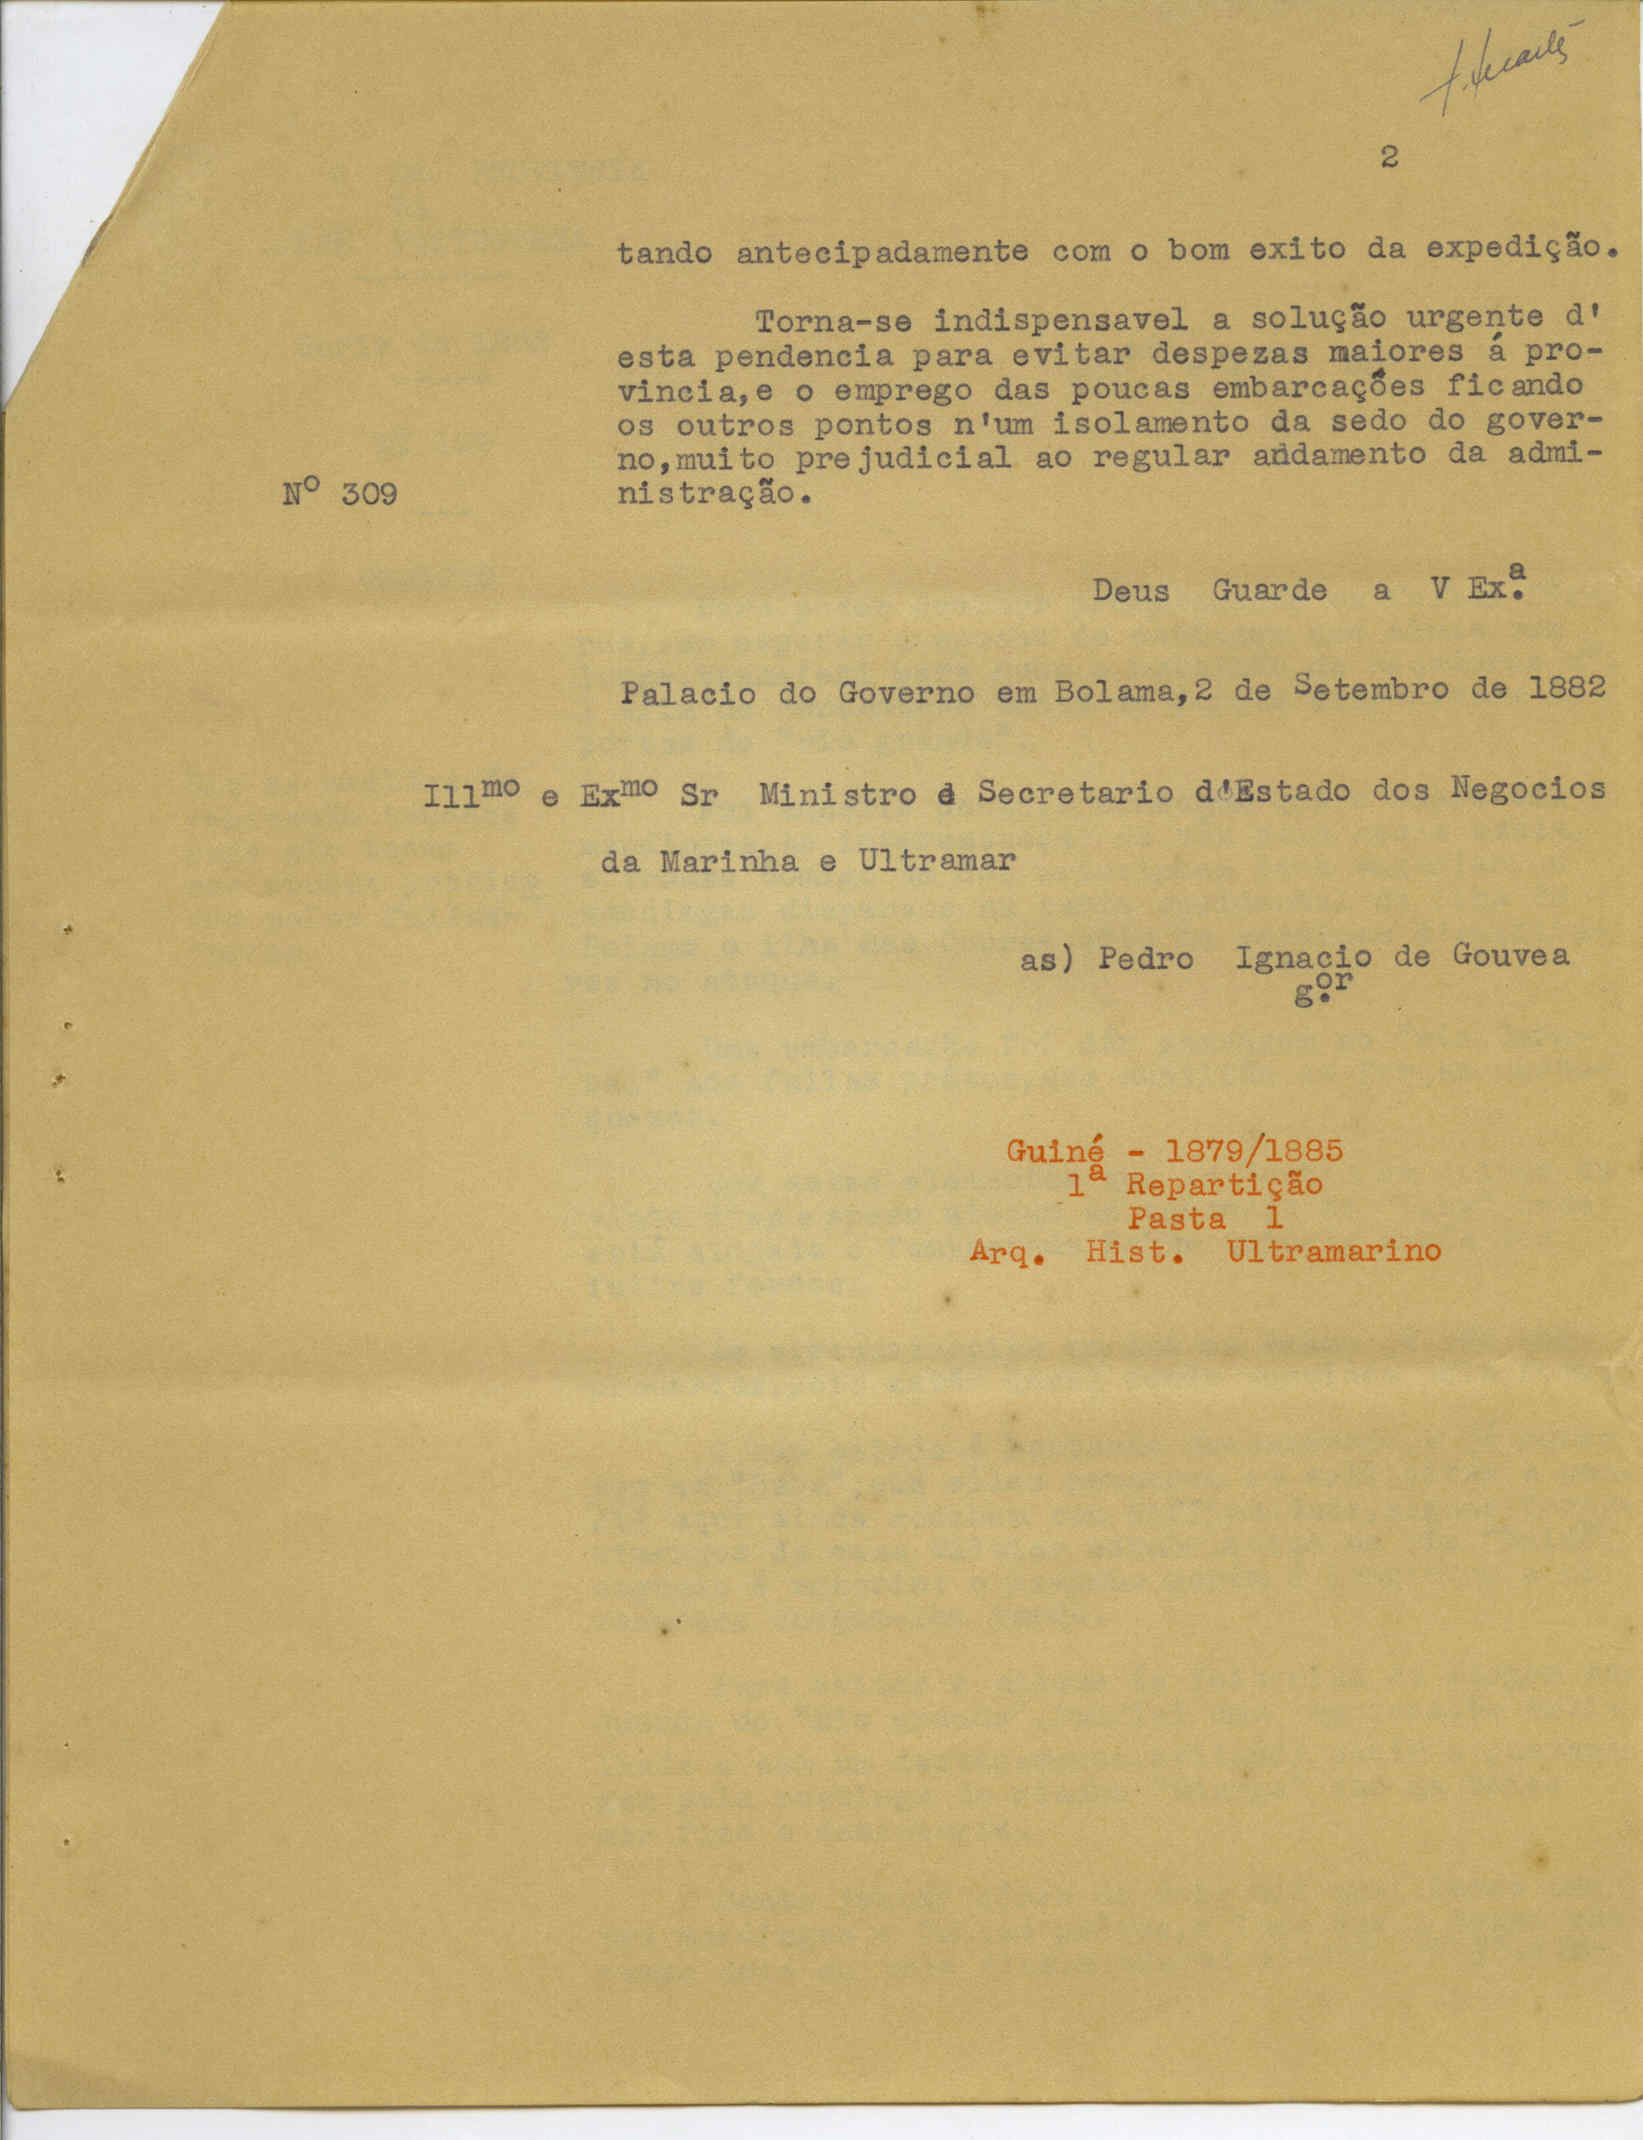 2
tando antecipadamente com o bom exito da expedição.
Torna-se indispensavel a solução urgente d'
esta pendencia para evitar despezas maiores á pro-
vincia,e o emprego das poucas embarcações ficando
os outros pontos n'um isolamento da sedo do gover-
no,muito prejudicial ao regular andamento da admi-
Nº 309 nistração.
Deus Guarde a V Ex.ª
Palacio do Governo em Bolama,2 de Setembro de 1882
Illmo e Exmo Sr Ministro e Secretario d'Estado dos Negocios
da Marinha e Ultramar
as) Pedro Ignacio de Gouvea
g.or
Guiné - 1879/1885
1ª Repartição
Pasta 1
Arq. Hist. Ultramarino